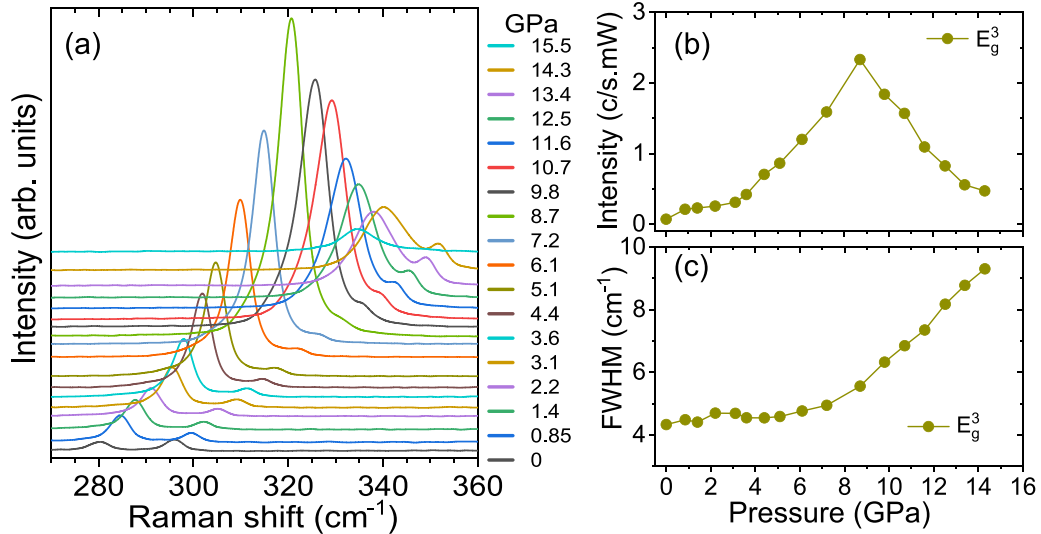 (a)
GPa
15.5
14.3
13.4
12.5
11.6
10.7
9.8
8.7
7.2
6.1
5.1
4.4
3.6
3.1
2.2
1.4
0.85
0
Intensity (arb. units)
280 300 320 340 360
Raman shift (cm⁻¹)
(b)
E³g
Intensity (c/s.mW)
3
2
1
0
(c)
E³g
FWHM (cm⁻¹)
10
8
6
4
0 2 4 6 8 10 12 14 16
Pressure (GPa)